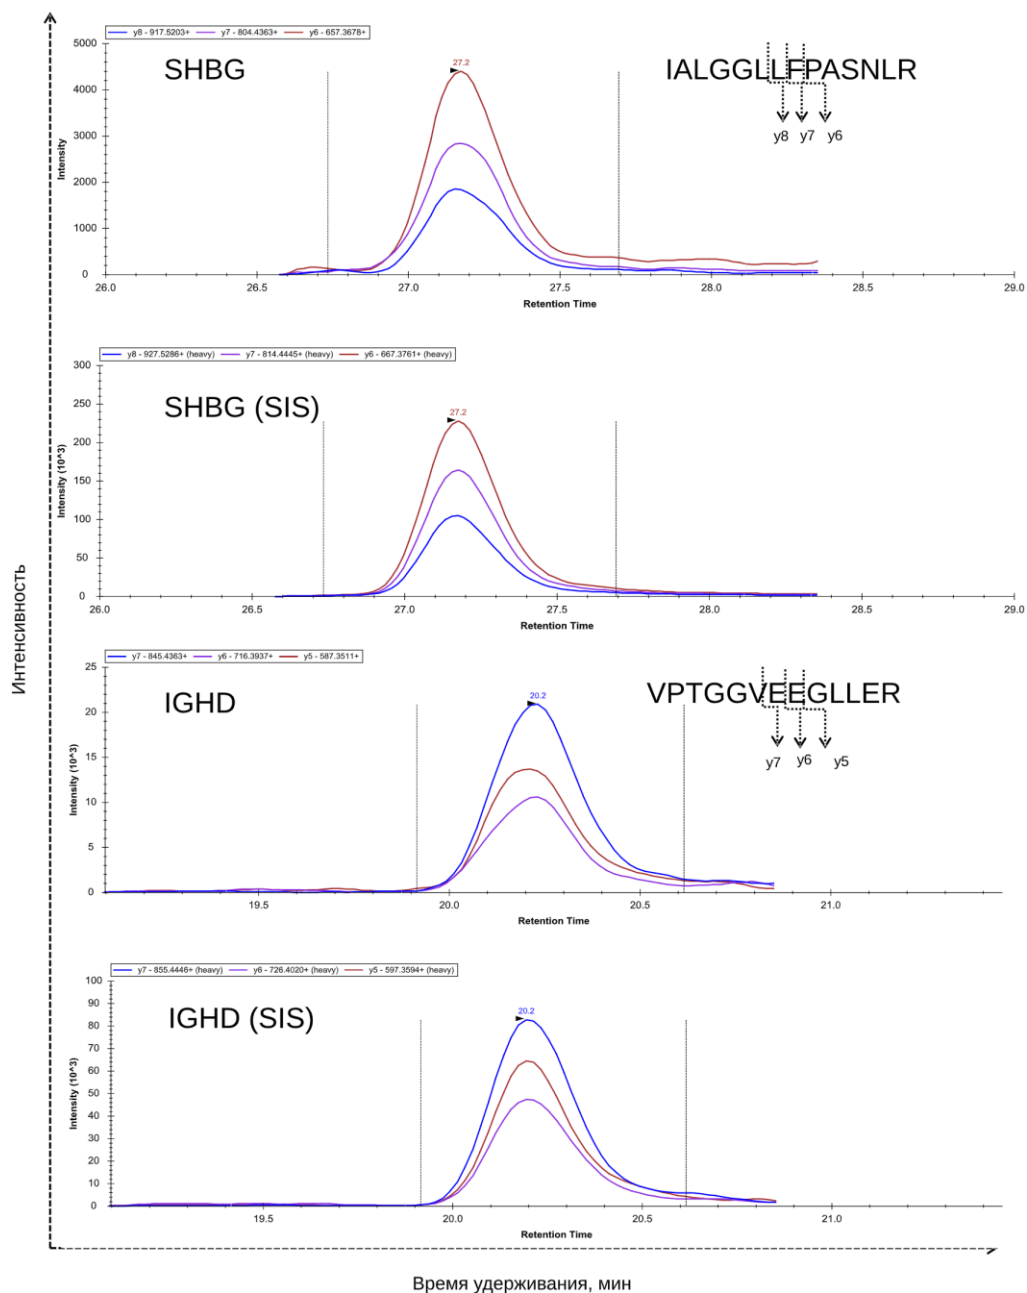 y8 - 917.5203+ y7 - 804.4363+ y6 - 657.3678+
SHBG
IALGGLLFPASNLR
y8 y7 y6
27.2
5000
4000
3000
2000
1000
0
Intensity
26.0 26.5 27.0 27.5 28.0 28.5 29.0
Retention Time
y8 - 927.5286+ (heavy) y7 - 814.4445+ (heavy) y6 - 667.3761+ (heavy)
SHBG (SIS)
27.2
300
250
200
150
100
50
0
Intensity (10^3)
26.0 26.5 27.0 27.5 28.0 28.5 29.0
Retention Time
y7 - 845.4363+ y6 - 716.3937+ y5 - 587.3511+
IGHD
VPTGGVEEGLLER
y7 y6 y5
20.2
25
20
15
10
5
0
Intensity (10^3)
19.5 20.0 20.5 21.0
Retention Time
y7 - 855.4446+ (heavy) y6 - 726.4020+ (heavy) y5 - 597.3594+ (heavy)
IGHD (SIS)
20.2
100
90
80
70
60
50
40
30
20
10
0
Intensity (10^3)
19.5 20.0 20.5 21.0
Retention Time
Интенсивность
Время удерживания, мин